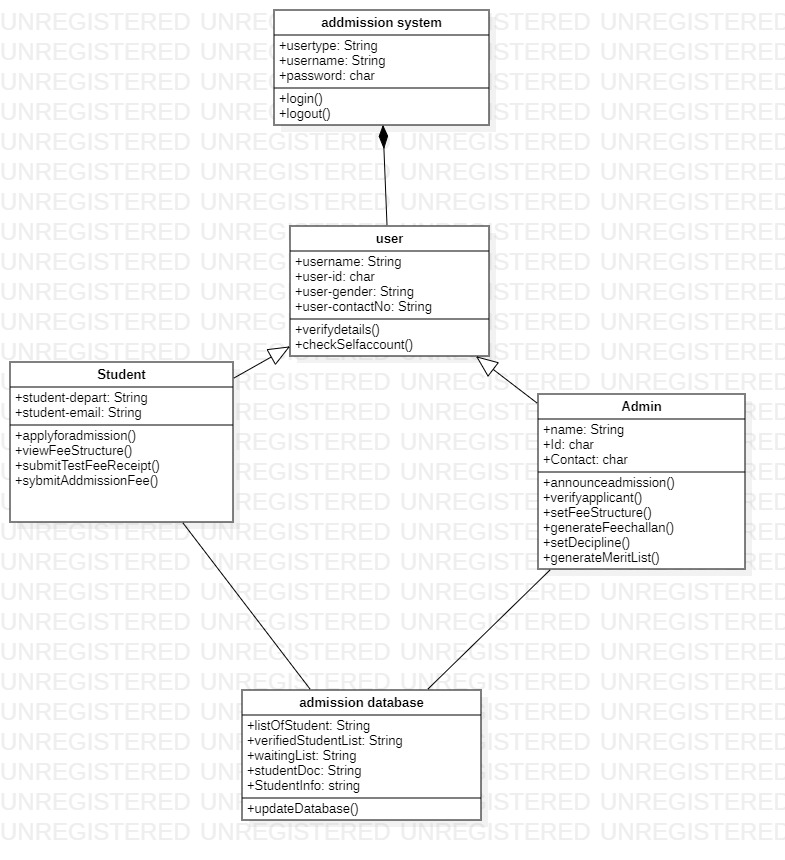 addmission system
+usertype: String
+username: String
+password: char
+login()
+logout()
user
+username: String
+user-id: char
+user-gender: String
+user-contactNo: String
+verifydetails()
+checkSelfaccount()
Student
+student-depart: String
+student-email: String
+applyforadmission()
+viewFeeStructure()
+submitTestFeeReceipt()
+sybmitAddmissionFee()
Admin
+name: String
+Id: char
+Contact: char
+announceadmission()
+verifyapplicant()
+setFeeStructure()
+generateFeechallan()
+setDecipline()
+generateMeritList()
admission database
+listOfStudent: String
+verifiedStudentList: String
+waitingList: String
+studentDoc: String
+StudentInfo: string
+updateDatabase()
UNREGISTERED